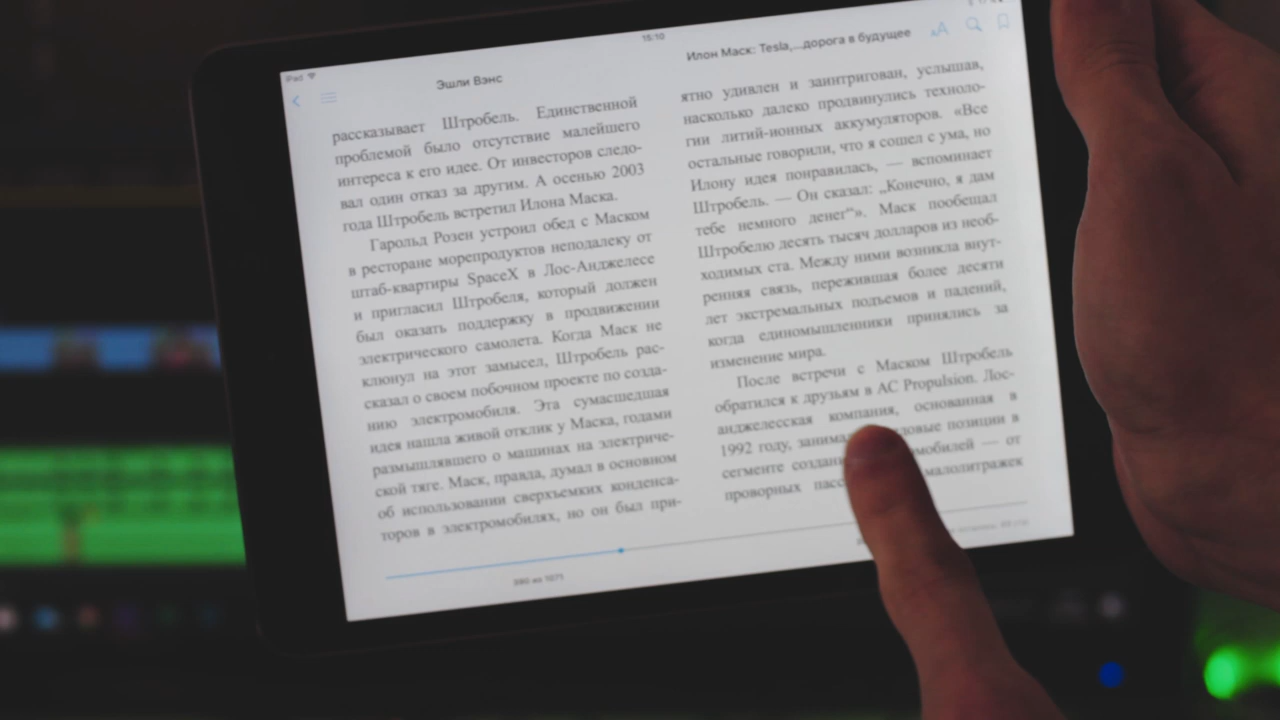 iPad
15:10
Эшли Вэнс
рассказывает Штробель. Единственной
проблемой было отсутствие малейшего
интереса к его идее. От инвесторов следо-
вал один отказ за другим. А осенью 2003
года Штробель встретил Илона Маска.
Гарольд Розен устроил обед с Маском
в ресторане морепродуктов неподалеку от
штаб-квартиры SpaceX в Лос-Анджелесе
и пригласил Штробеля, который должен
был оказать поддержку в продвижении
электрического самолета. Когда Маск не
клюнул на этот замысел, Штробель рас-
сказал о своем побочном проекте по созда-
нию электромобиля. Эта сумасшедшая
идея нашла живой отклик у Маска, годами
размышлявшего о машинах на электриче-
ской тяге. Маск, правда, думал в основном
об использовании сверхъемких конденса-
торов в электромобилях, но он был при-
Илон Маск: Tesla,...дорога в будущее
ятно удивлен и заинтригован, услышав,
насколько далеко продвинулись техноло-
гии литий-ионных аккумуляторов. «Все
остальные говорили, что я сошел с ума, но
Илону идея понравилась, — вспоминает
Штробель. — Он сказал: „Конечно, я дам
тебе немного денег“». Маск пообещал
Штробелю десять тысяч долларов из необ-
ходимых ста. Между ними возникла внут-
ренняя связь, пережившая более десяти
лет экстремальных подъемов и падений,
когда единомышленники принялись за
изменение мира.
После встречи с Маском Штробель
обратился к друзьям в AC Propulsion. Лос-
анджелесская компания, основанная в
1992 году, занимал довые позиции в
сегменте создан мобилей — от
проворных пасс малолитражек